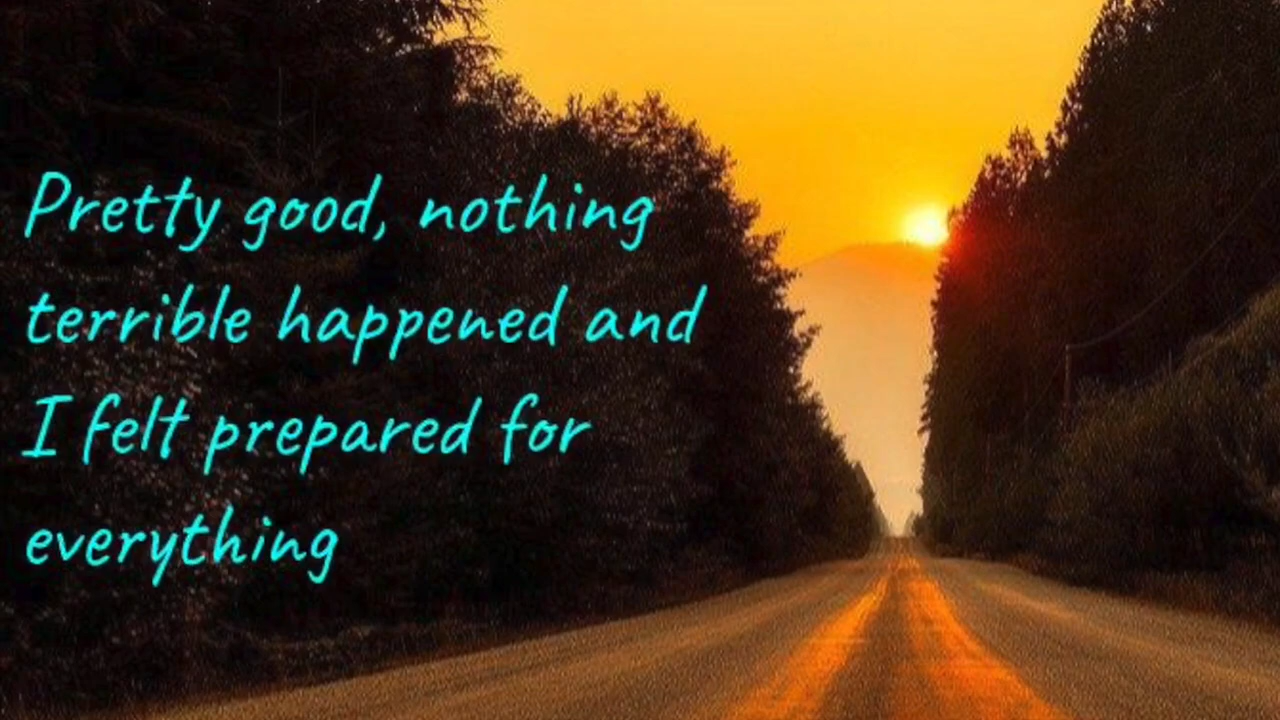 Pretty good, nothing
terrible happened and
I felt prepared for
everything